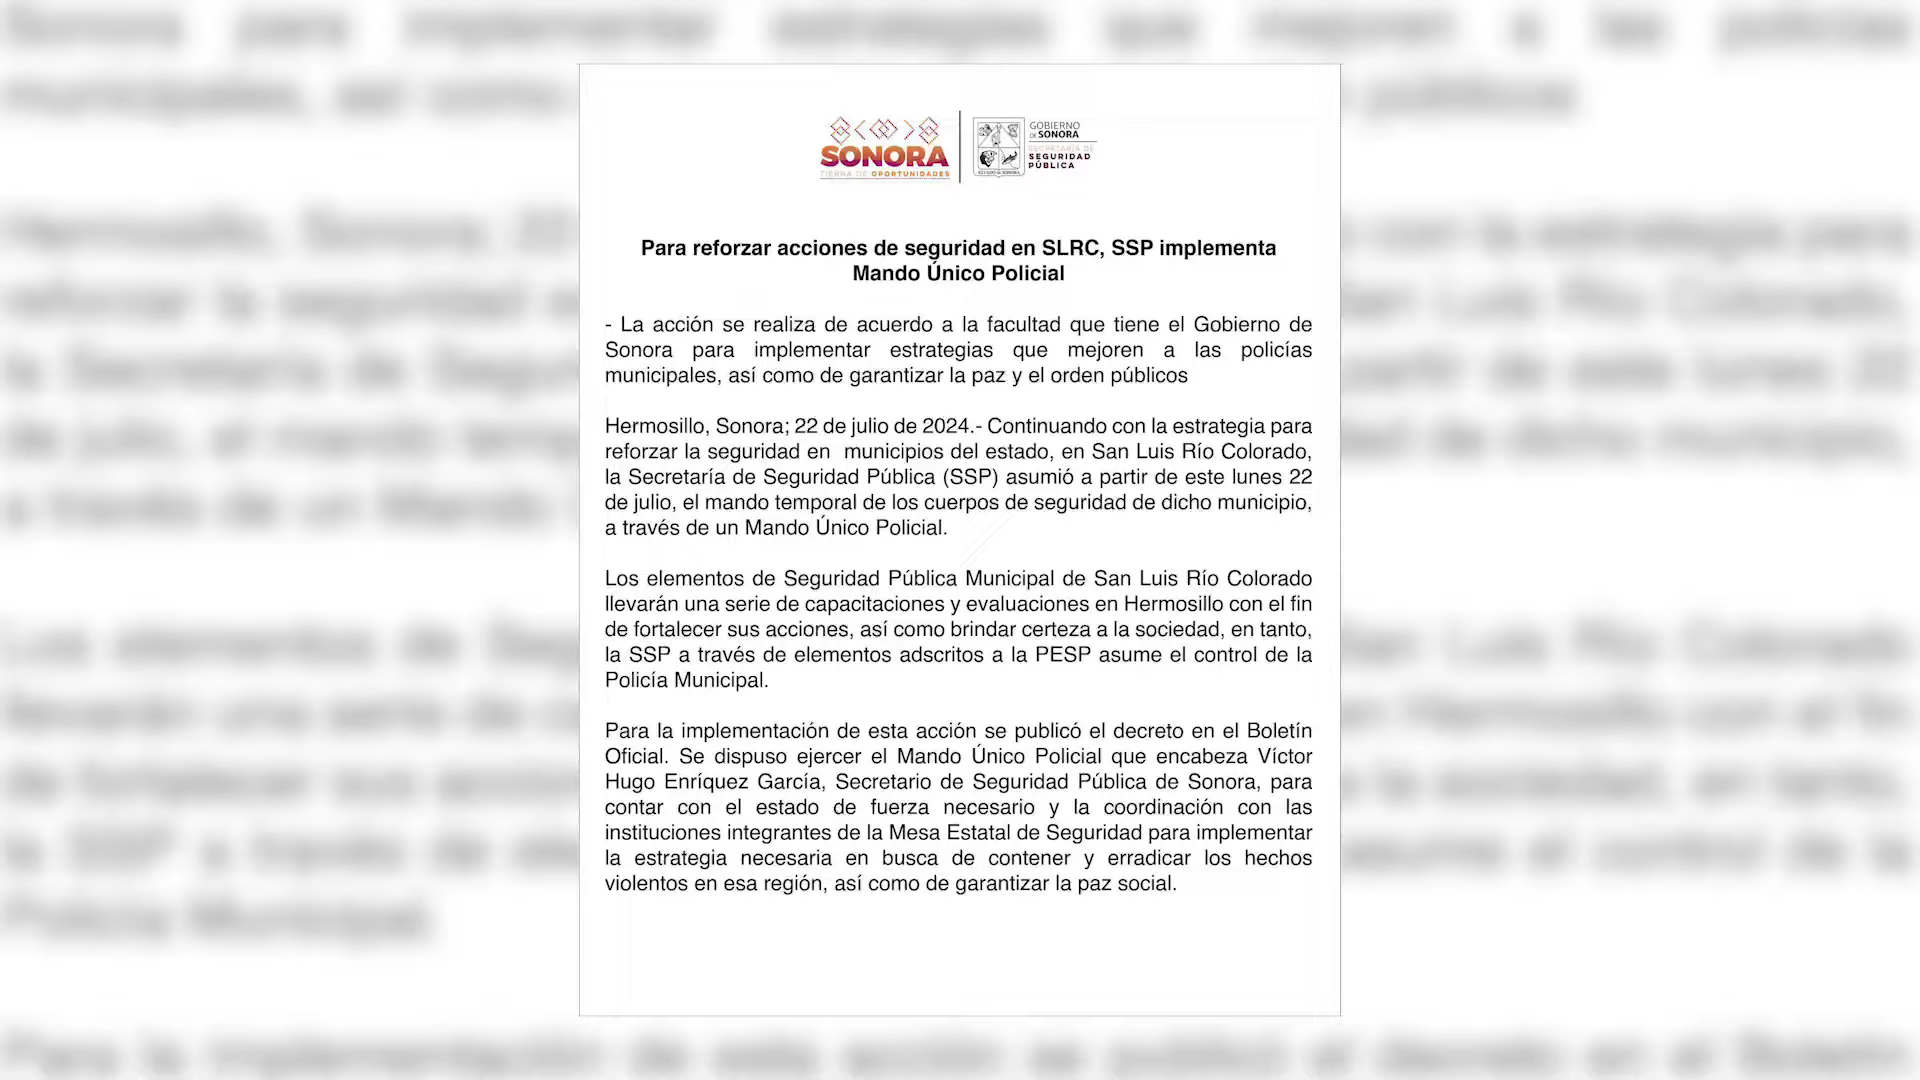 SONORA
TIERRA DE OPORTUNIDADES
GOBIERNO
DE SONORA
SECRETARÍA DE
SEGURIDAD
PÚBLICA
ESTADO DE SONORA
Para reforzar acciones de seguridad en SLRC, SSP implementa
Mando Único Policial
- La acción se realiza de acuerdo a la facultad que tiene el Gobierno de
Sonora para implementar estrategias que mejoren a las policías
municipales, así como de garantizar la paz y el orden públicos
Hermosillo, Sonora; 22 de julio de 2024.- Continuando con la estrategia para
reforzar la seguridad en municipios del estado, en San Luis Río Colorado,
la Secretaría de Seguridad Pública (SSP) asumió a partir de este lunes 22
de julio, el mando temporal de los cuerpos de seguridad de dicho municipio,
a través de un Mando Único Policial.
Los elementos de Seguridad Pública Municipal de San Luis Río Colorado
llevarán una serie de capacitaciones y evaluaciones en Hermosillo con el fin
de fortalecer sus acciones, así como brindar certeza a la sociedad, en tanto,
la SSP a través de elementos adscritos a la PESP asume el control de la
Policía Municipal.
Para la implementación de esta acción se publicó el decreto en el Boletín
Oficial. Se dispuso ejercer el Mando Único Policial que encabeza Víctor
Hugo Enríquez García, Secretario de Seguridad Pública de Sonora, para
contar con el estado de fuerza necesario y la coordinación con las
instituciones integrantes de la Mesa Estatal de Seguridad para implementar
la estrategia necesaria en busca de contener y erradicar los hechos
violentos en esa región, así como de garantizar la paz social.